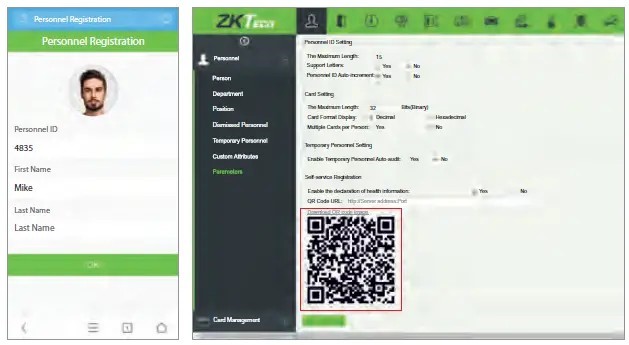 Personnel Registration
Personnel Registration
Personnel ID
4835
First Name
Mike
Last Name
Last Name
ZKTeco
Personnel
Person
Department
Position
Dismissed Personnel
Temporary Personnel
Custom Attributes
Parameters
Card Management
Personnel ID Setting
The Maximum Length: 15
Support Letters: Yes No
Personnel ID Auto-increment: Yes No
Card Setting
The Maximum Length: 32 Bits(Binary)
Card Format Display: Decimal Hexadecimal
Multiple Cards per Person: Yes No
Temporary Personnel Setting
Enable Temporary Personnel Auto-audit: Yes No
Self-service Registration
Enable the declaration of health information: Yes No
QR Code URL: http://Server address:Port
Download QR code image